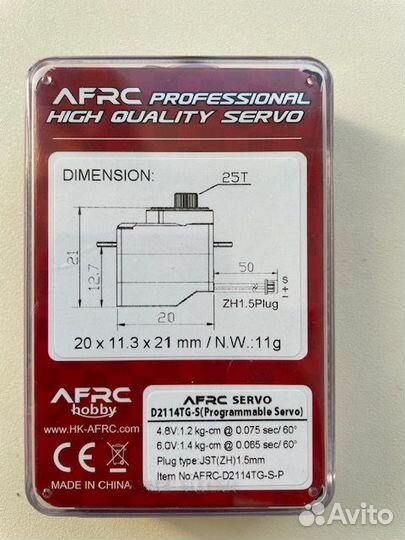 AFRC PROFESSIONAL
HIGH QUALITY SERVO
DIMENSION:
25T
21
12.7
50
S
+
-
ZH1.5Plug
20
20 x 11.3 x 21 mm / N.W.:11g
AFRC
hobby
www.HK-AFRC.com
CE
MADE IN CHINA
AFRC SERVO
D2114TG-S(Programmable Servo)
4.8V:1.2 kg-cm @ 0.075 sec/ 60°
6.0V:1.4 kg-cm @ 0.065 sec/ 60°
Plug type:JST(ZH)1.5mm
Item No:AFRC-D2114TG-S-P
Avito